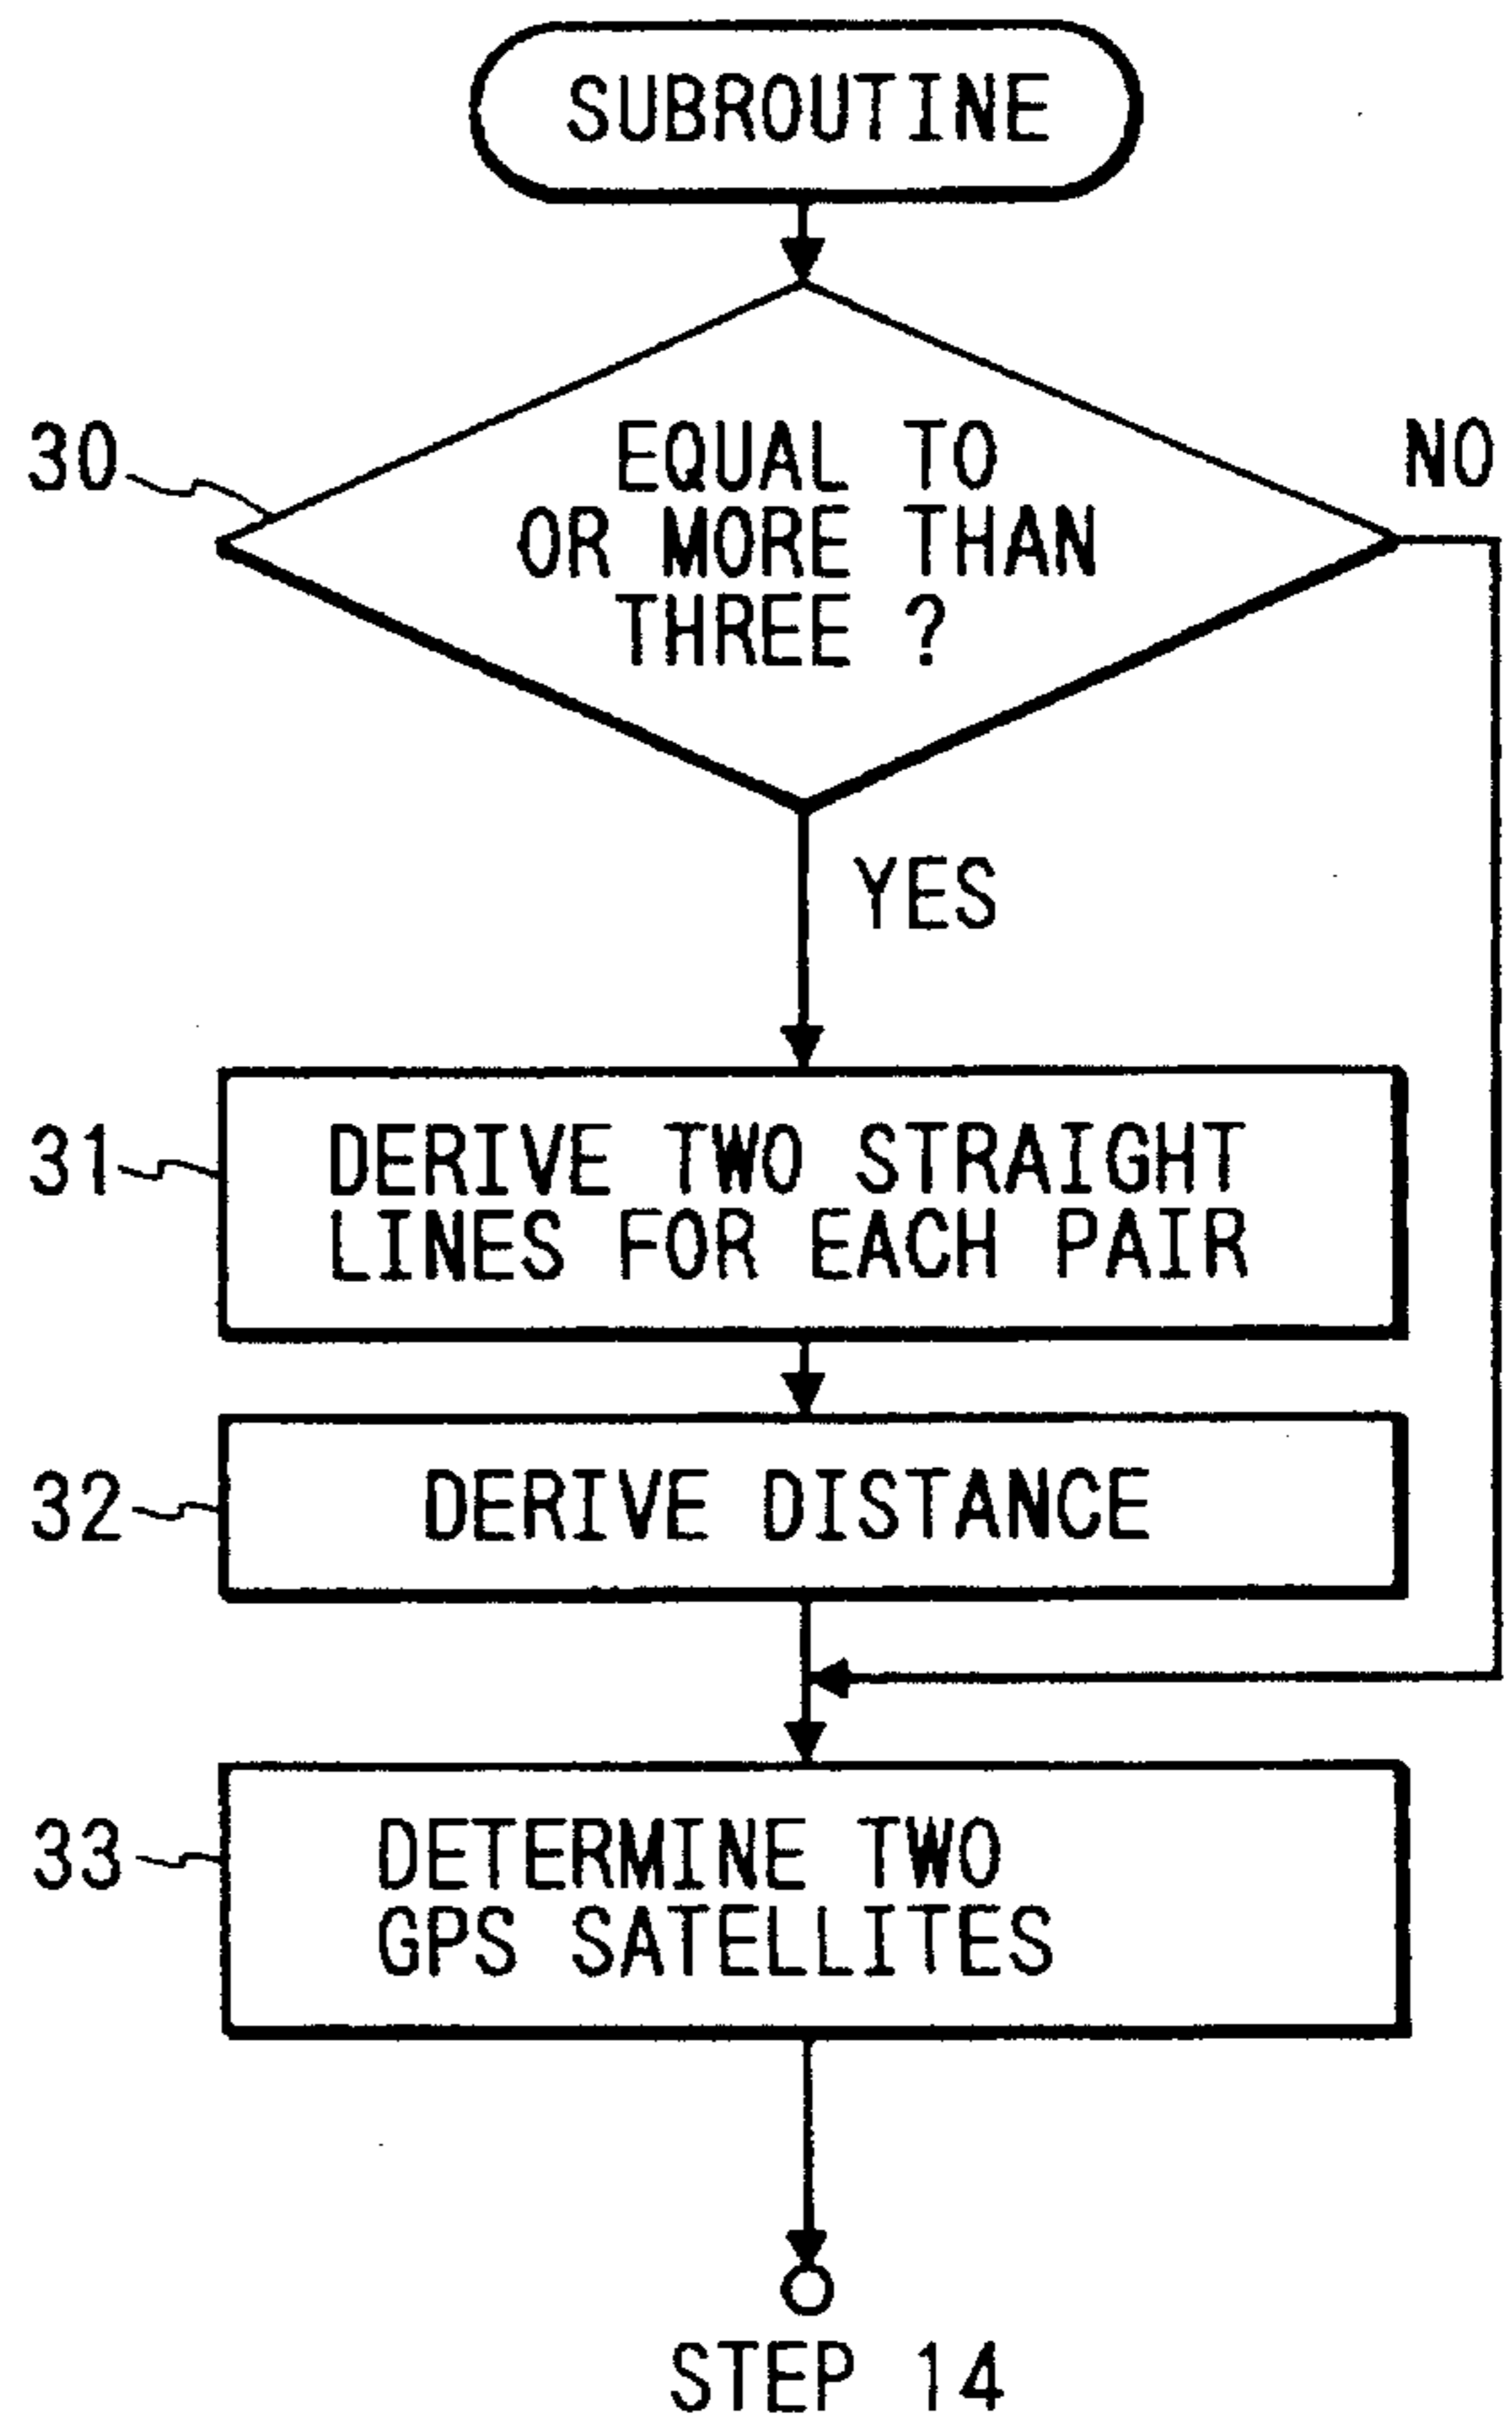 SUBROUTINE
30
EQUAL TO
OR MORE THAN
THREE ?
NO
YES
31
DERIVE TWO STRAIGHT
LINES FOR EACH PAIR
32
DERIVE DISTANCE
33
DETERMINE TWO
GPS SATELLITES
STEP 14